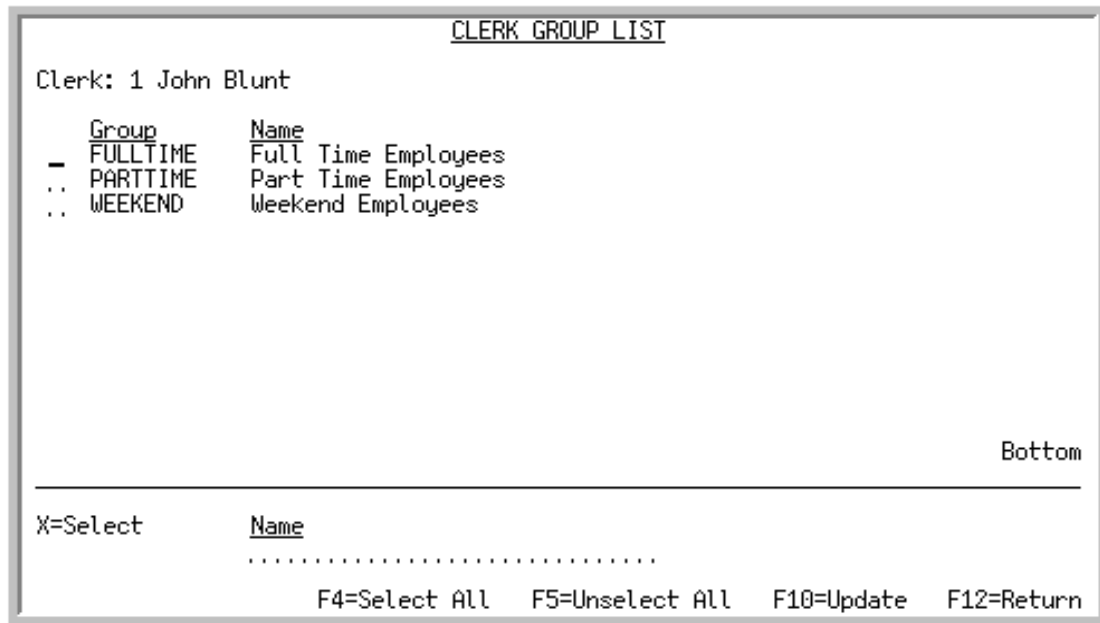 CLERK GROUP LIST
Clerk: 1 John Blunt
Group Name
FULLTIME Full Time Employees
.. PARTTIME Part Time Employees
.. WEEKEND Weekend Employees
Bottom
X=Select Name
...............................
F4=Select All F5=Unselect All F10=Update F12=Return